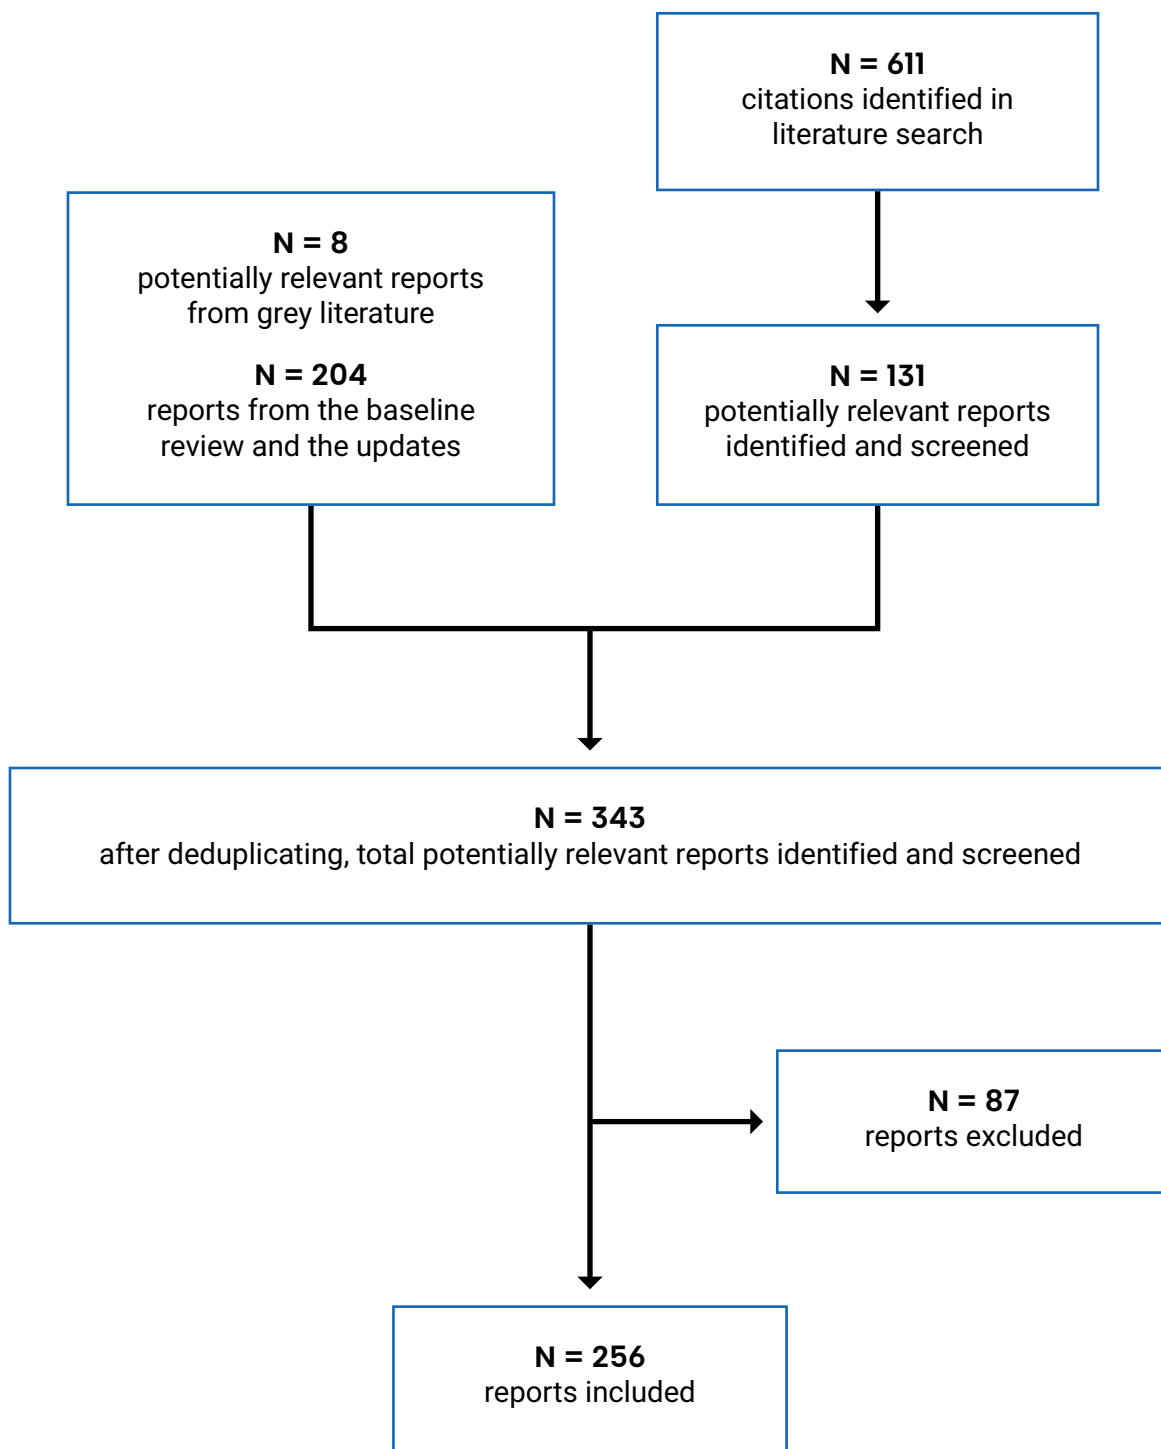 N = 611
citations identified in
literature search
N = 8
potentially relevant reports
from grey literature
N = 204
reports from the baseline
review and the updates
N = 131
potentially relevant reports
identified and screened
N = 343
after deduplicating, total potentially relevant reports identified and screened
N = 87
reports excluded
N = 256
reports included